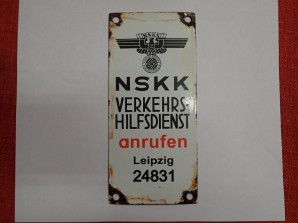 NSKK
VERKEHRS-
HILFSDIENST
anrufen
Leipzig
24831